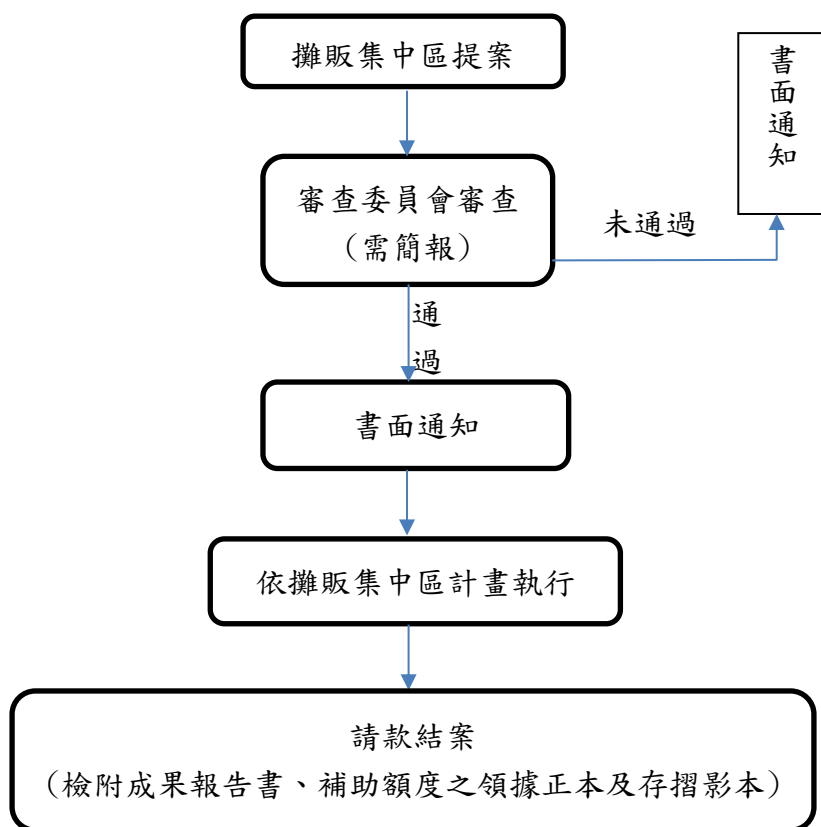 攤販集中區提案
書面通知
審查委員會審查
（需簡報）
未通過
通過
書面通知
依攤販集中區計畫執行
請款結案
（檢附成果報告書、補助額度之領據正本及存摺影本）